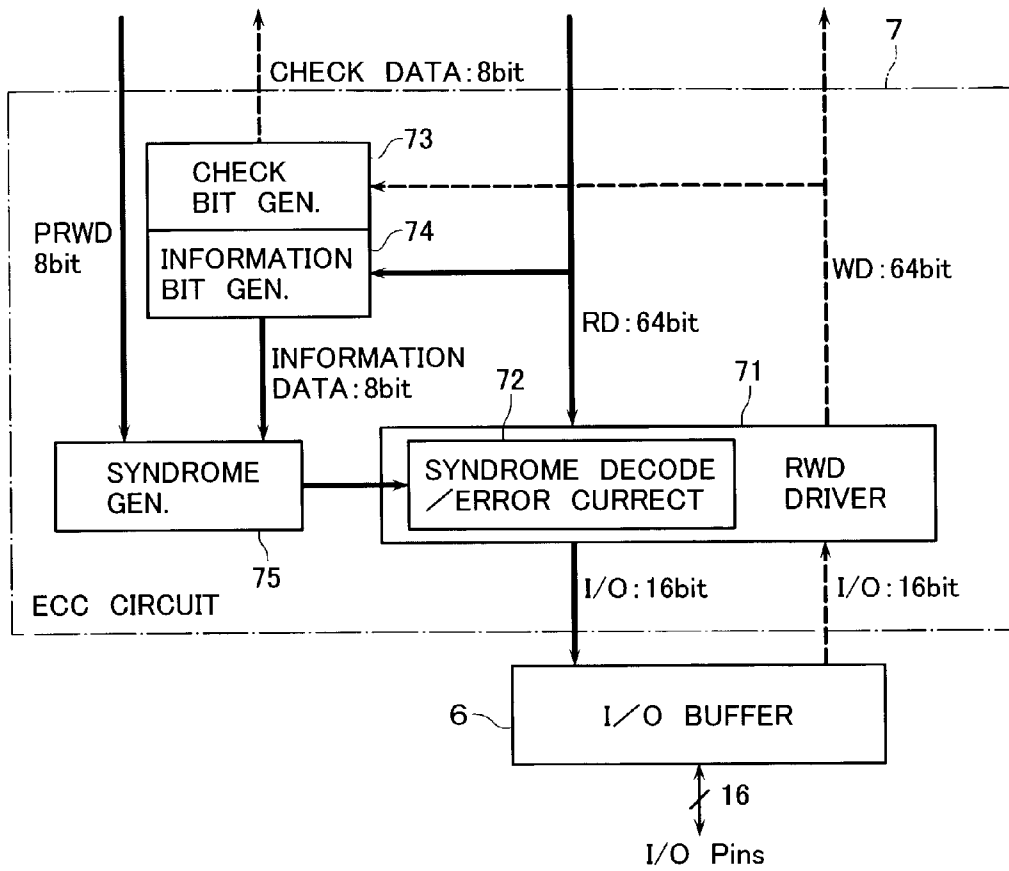 7
CHECK DATA:8bit
73
CHECK
BIT GEN.
PRWD
8bit
74
INFORMATION
BIT GEN.
WD:64bit
RD:64bit
INFORMATION
DATA:8bit
72
71
SYNDROME
GEN.
SYNDROME DECODE
/ERROR CURRECT
RWD
DRIVER
75
ECC CIRCUIT
I/O:16bit
I/O:16bit
6
I/O BUFFER
16
I/O Pins